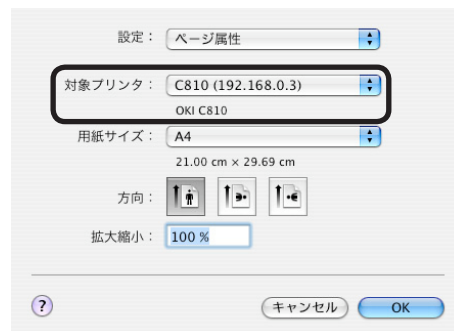 設定： ページ属性
対象プリンタ： C810 (192.168.0.3)
OKI C810
用紙サイズ： A4
21.00 cm × 29.69 cm
方向：
拡大縮小： 100 %
? キャンセル OK